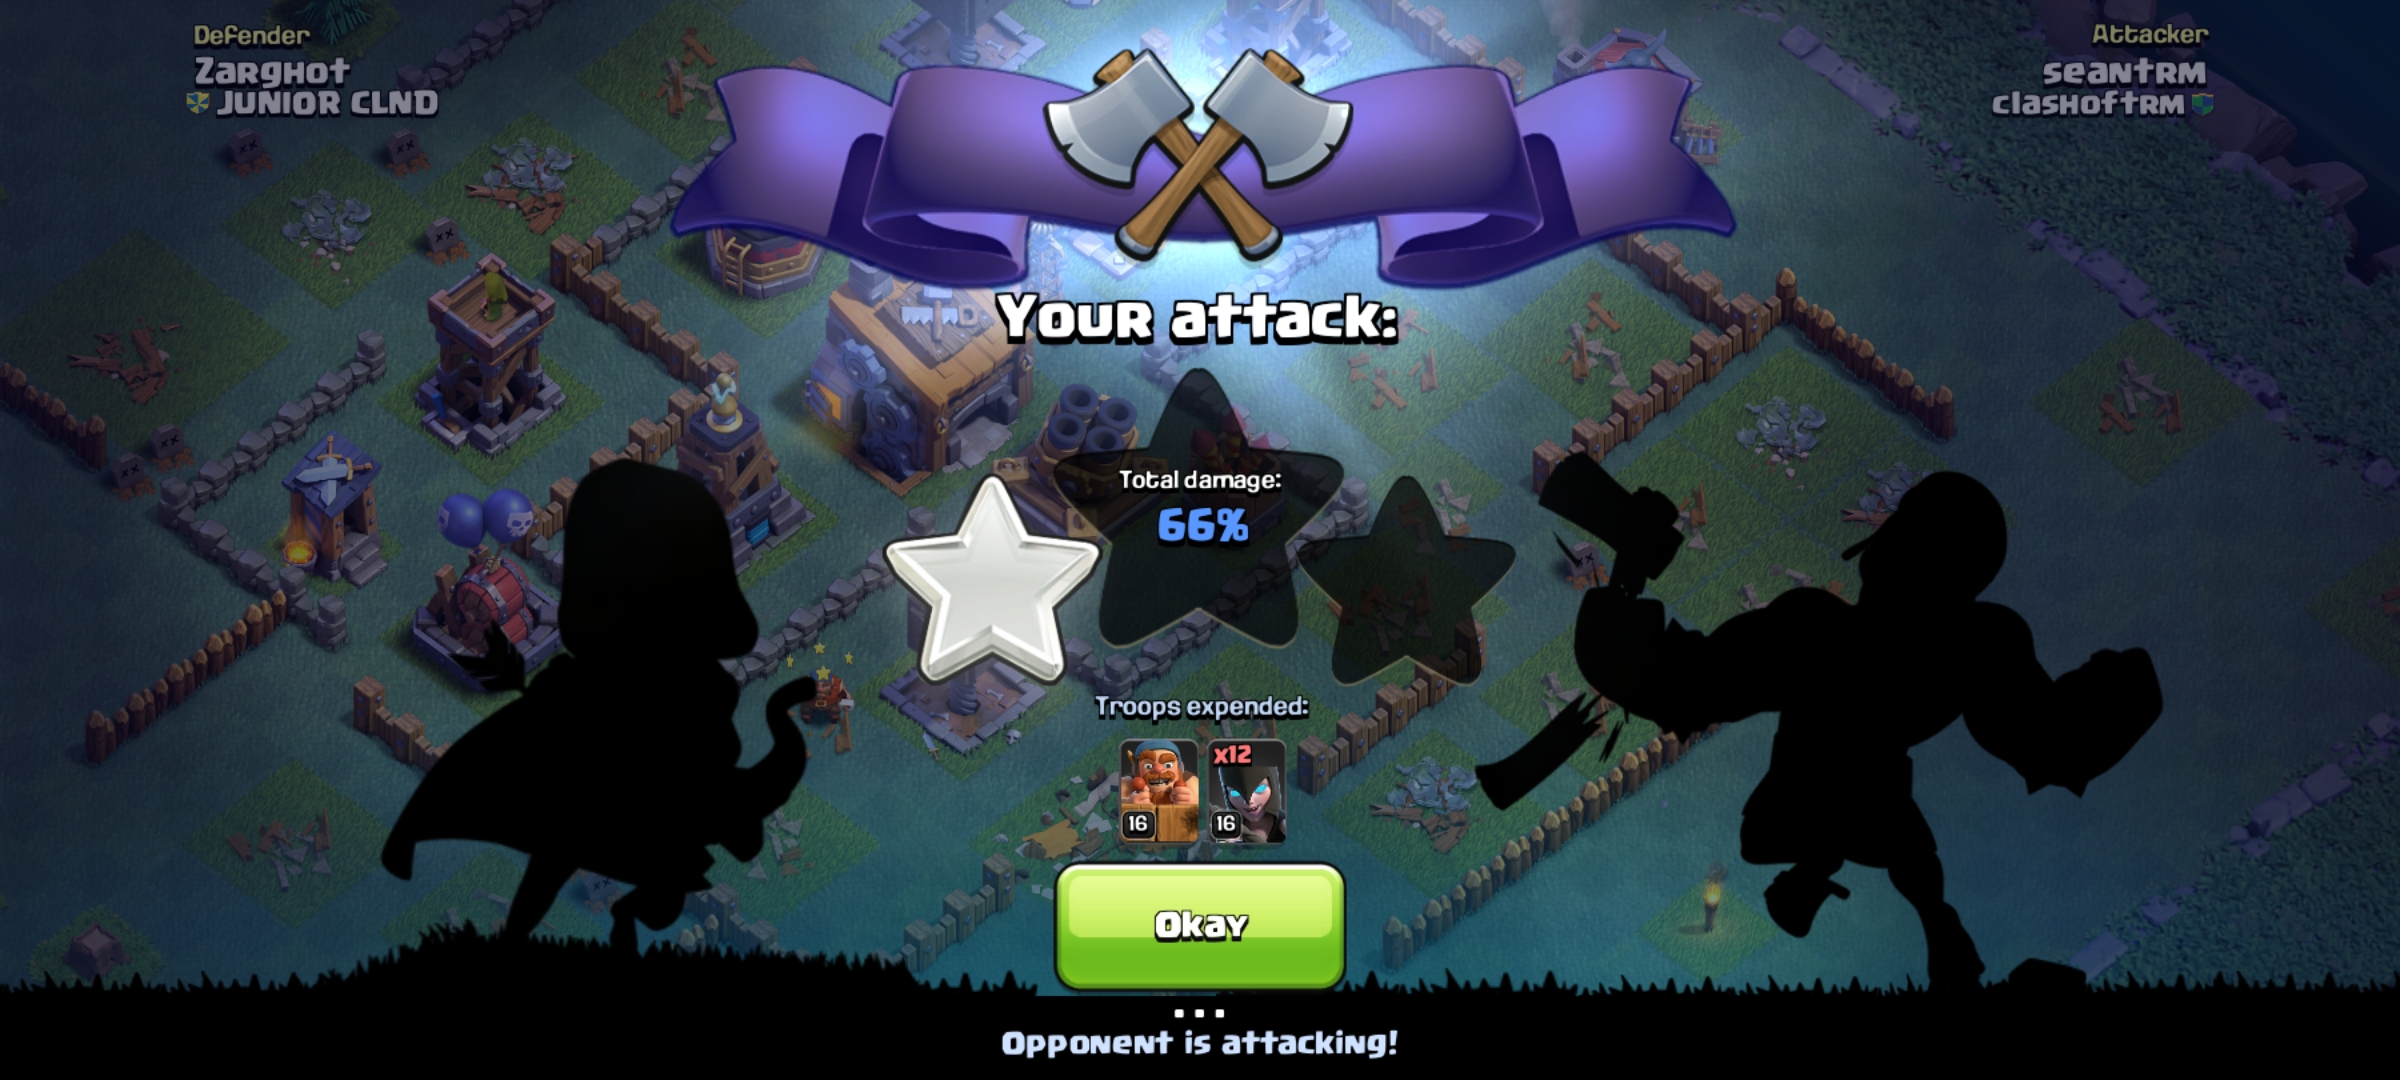 Defender
Zarghot
JUNIOR CLND
Attacker
seantRM
clashoftRM
Your attack:
Total damage:
66%
Troops expended:
x12
16
16
Okay
...
Opponent is attacking!